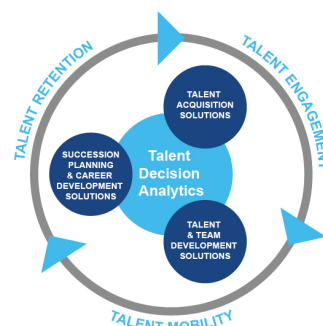 TALENT RETENTION
TALENT ENGAGEMENT
TALENT
ACQUISITION
SOLUTIONS
SUCCESSION
PLANNING
& CAREER
DEVELOPMENT
SOLUTIONS
Talent
Decision
Analytics
TALENT
& TEAM
DEVELOPMENT
SOLUTIONS
TALENT MOBILITY